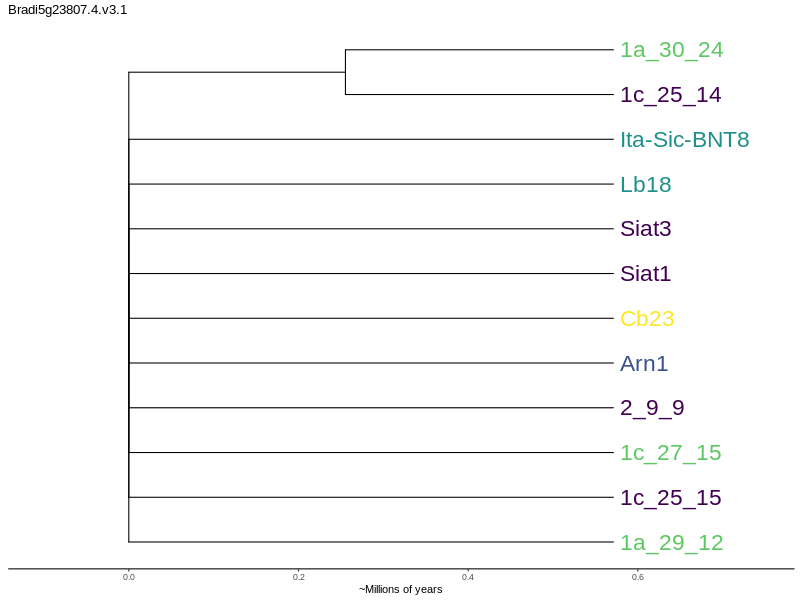 Bradi5g23807.4.v3.1
1a_30_24
1c_25_14
Ita-Sic-BNT8
Lb18
Siat3
Siat1
Cb23
Arn1
2_9_9
1c_27_15
1c_25_15
1a_29_12
0.0 0.2 0.4 0.6
~Millions of years